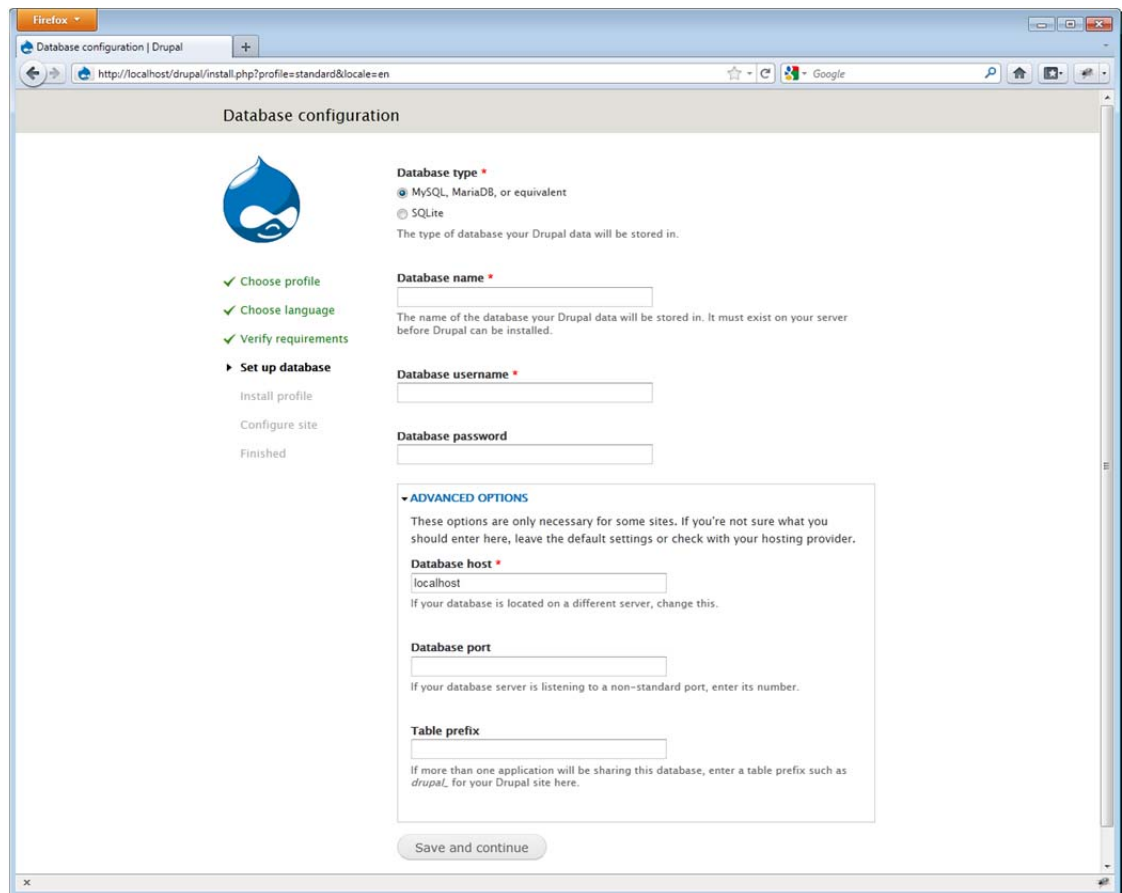 Firefox
Database configuration | Drupal
http://localhost/drupal/install.php?profile=standard&locale=en
Google
Database configuration
Choose profile
Choose language
Verify requirements
Set up database
Install profile
Configure site
Finished
Database type *
MySQL, MariaDB, or equivalent
SQLite
The type of database your Drupal data will be stored in.
Database name *
The name of the database your Drupal data will be stored in. It must exist on your server
before Drupal can be installed.
Database username *
Database password
ADVANCED OPTIONS
These options are only necessary for some sites. If you're not sure what you
should enter here, leave the default settings or check with your hosting provider.
Database host *
localhost
If your database is located on a different server, change this.
Database port
If your database server is listening to a non-standard port, enter its number.
Table prefix
If more than one application will be sharing this database, enter a table prefix such as
drupal_ for your Drupal site here.
Save and continue
x